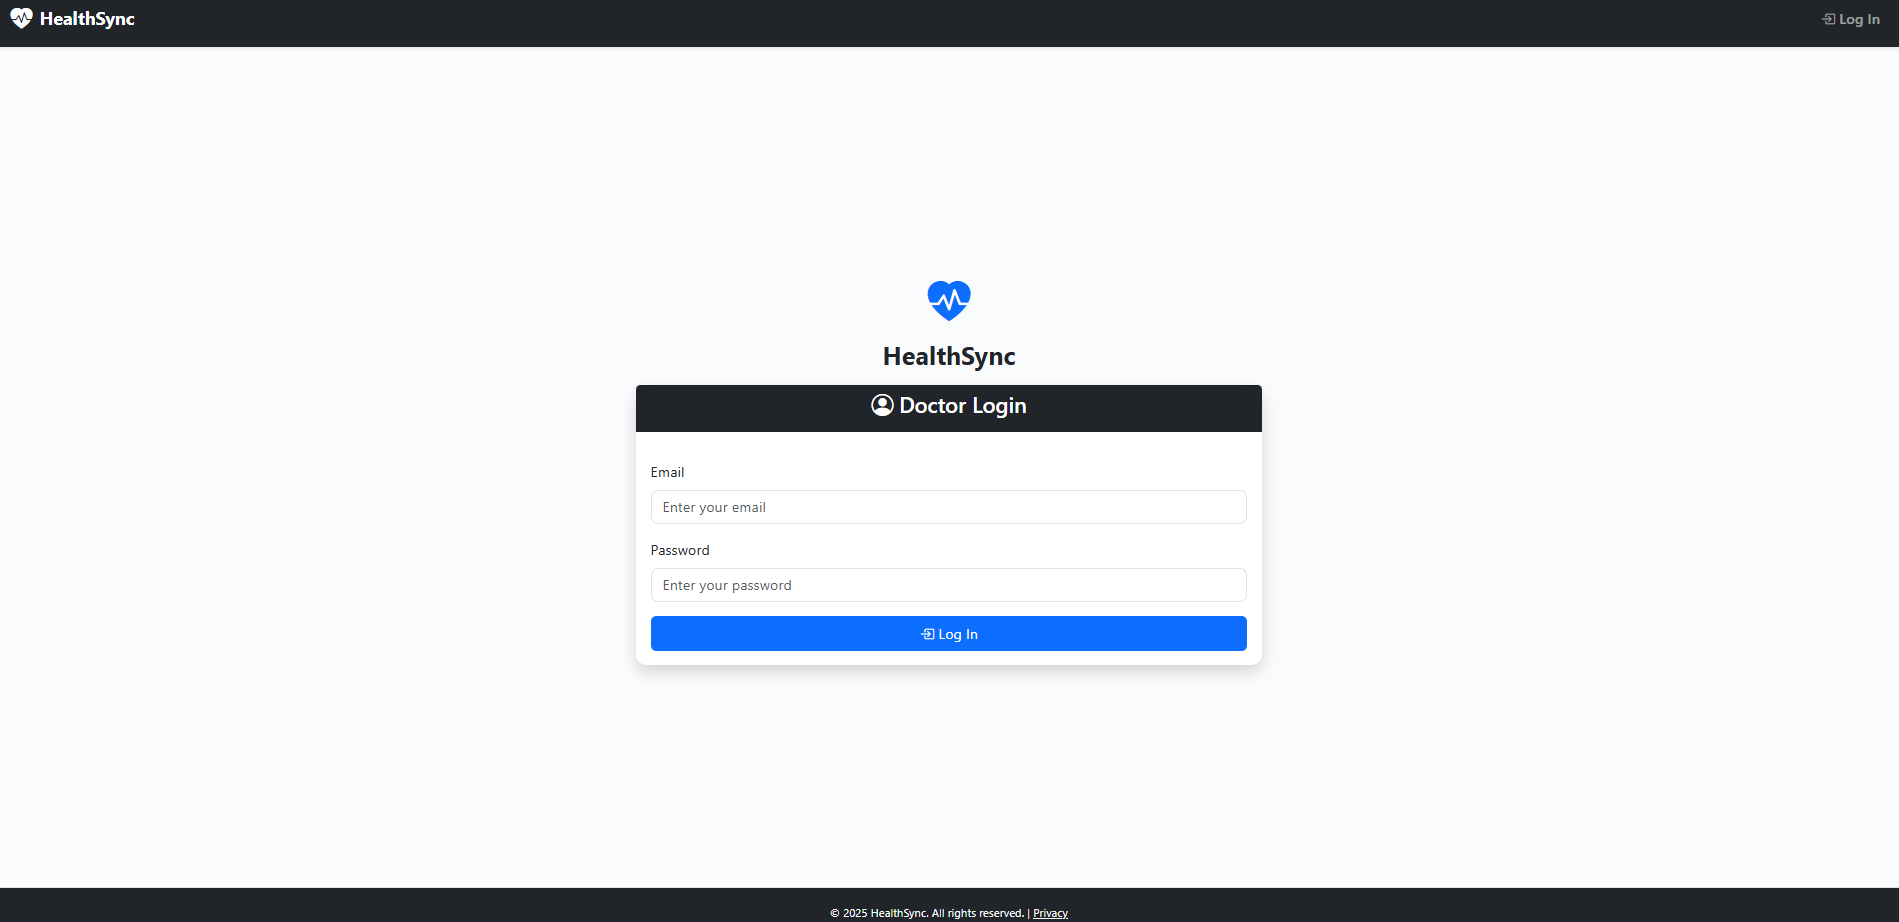 HealthSync
Log In
HealthSync
Doctor Login
Email
Enter your email
Password
Enter your password
Log In
© 2025 HealthSync. All rights reserved. | Privacy